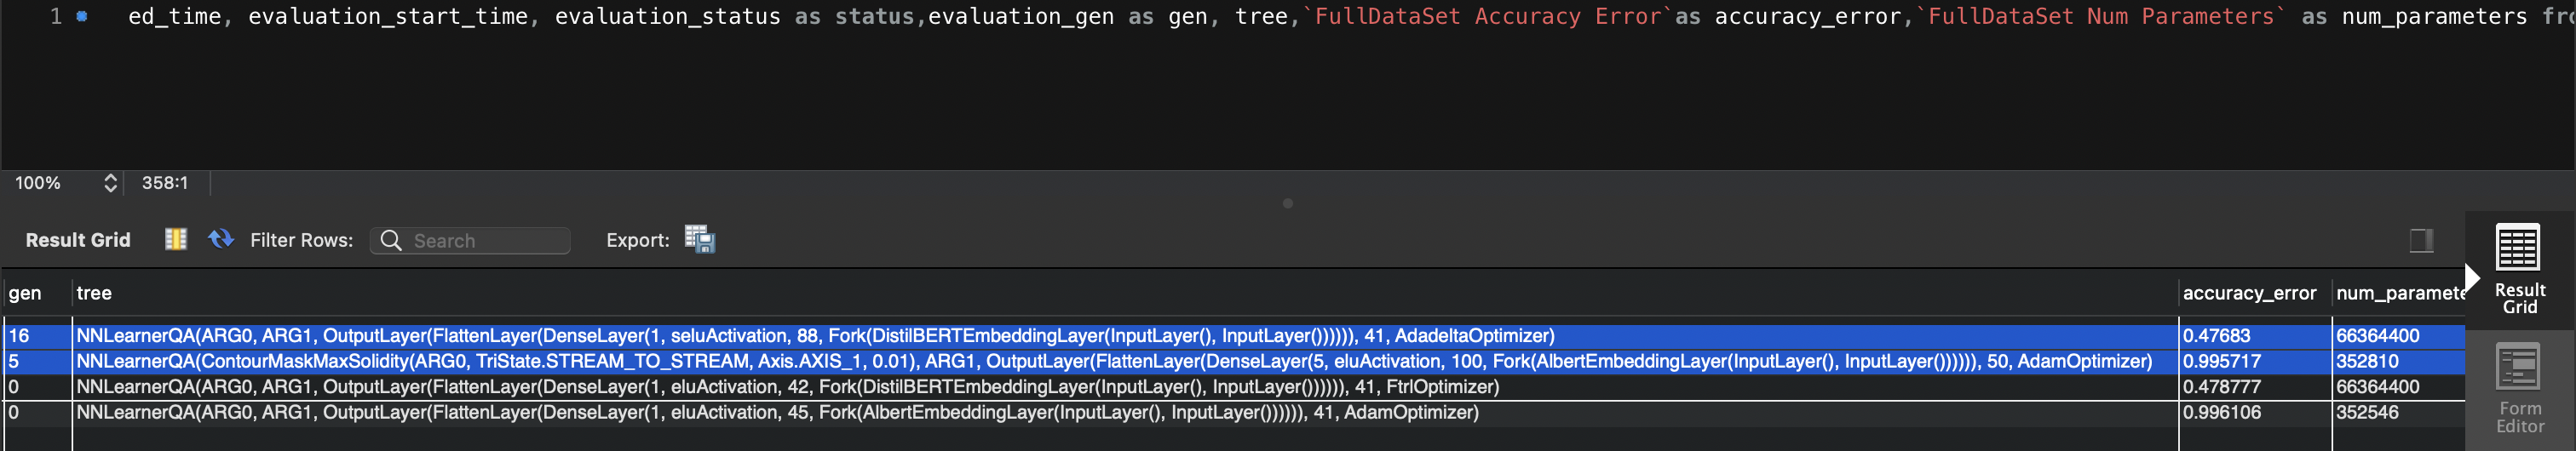 1 ed_time, evaluation_start_time, evaluation_status as status,evaluation_gen as gen, tree,`FullDataSet Accuracy Error`as accuracy_error,`FullDataSet Num Parameters` as num_parameters fro
100% 358:1
Result Grid Filter Rows: Search Export:
gen tree accuracy_error num_paramete
16 NNLearnerQA(ARG0, ARG1, OutputLayer(FlattenLayer(DenseLayer(1, seluActivation, 88, Fork(DistilBERTEmbeddingLayer(InputLayer(), InputLayer()))))), 41, AdadeltaOptimizer) 0.47683 66364400
5 NNLearnerQA(ContourMaskMaxSolidity(ARG0, TriState.STREAM_TO_STREAM, Axis.AXIS_1, 0.01), ARG1, OutputLayer(FlattenLayer(DenseLayer(5, eluActivation, 100, Fork(AlbertEmbeddingLayer(InputLayer(), InputLayer()))))), 50, AdamOptimizer) 0.995717 352810
0 NNLearnerQA(ARG0, ARG1, OutputLayer(FlattenLayer(DenseLayer(1, eluActivation, 42, Fork(DistilBERTEmbeddingLayer(InputLayer(), InputLayer()))))), 41, FtrlOptimizer) 0.478777 66364400
0 NNLearnerQA(ARG0, ARG1, OutputLayer(FlattenLayer(DenseLayer(1, eluActivation, 45, Fork(AlbertEmbeddingLayer(InputLayer(), InputLayer()))))), 41, AdamOptimizer) 0.996106 352546
Result
Grid
Form
Editor